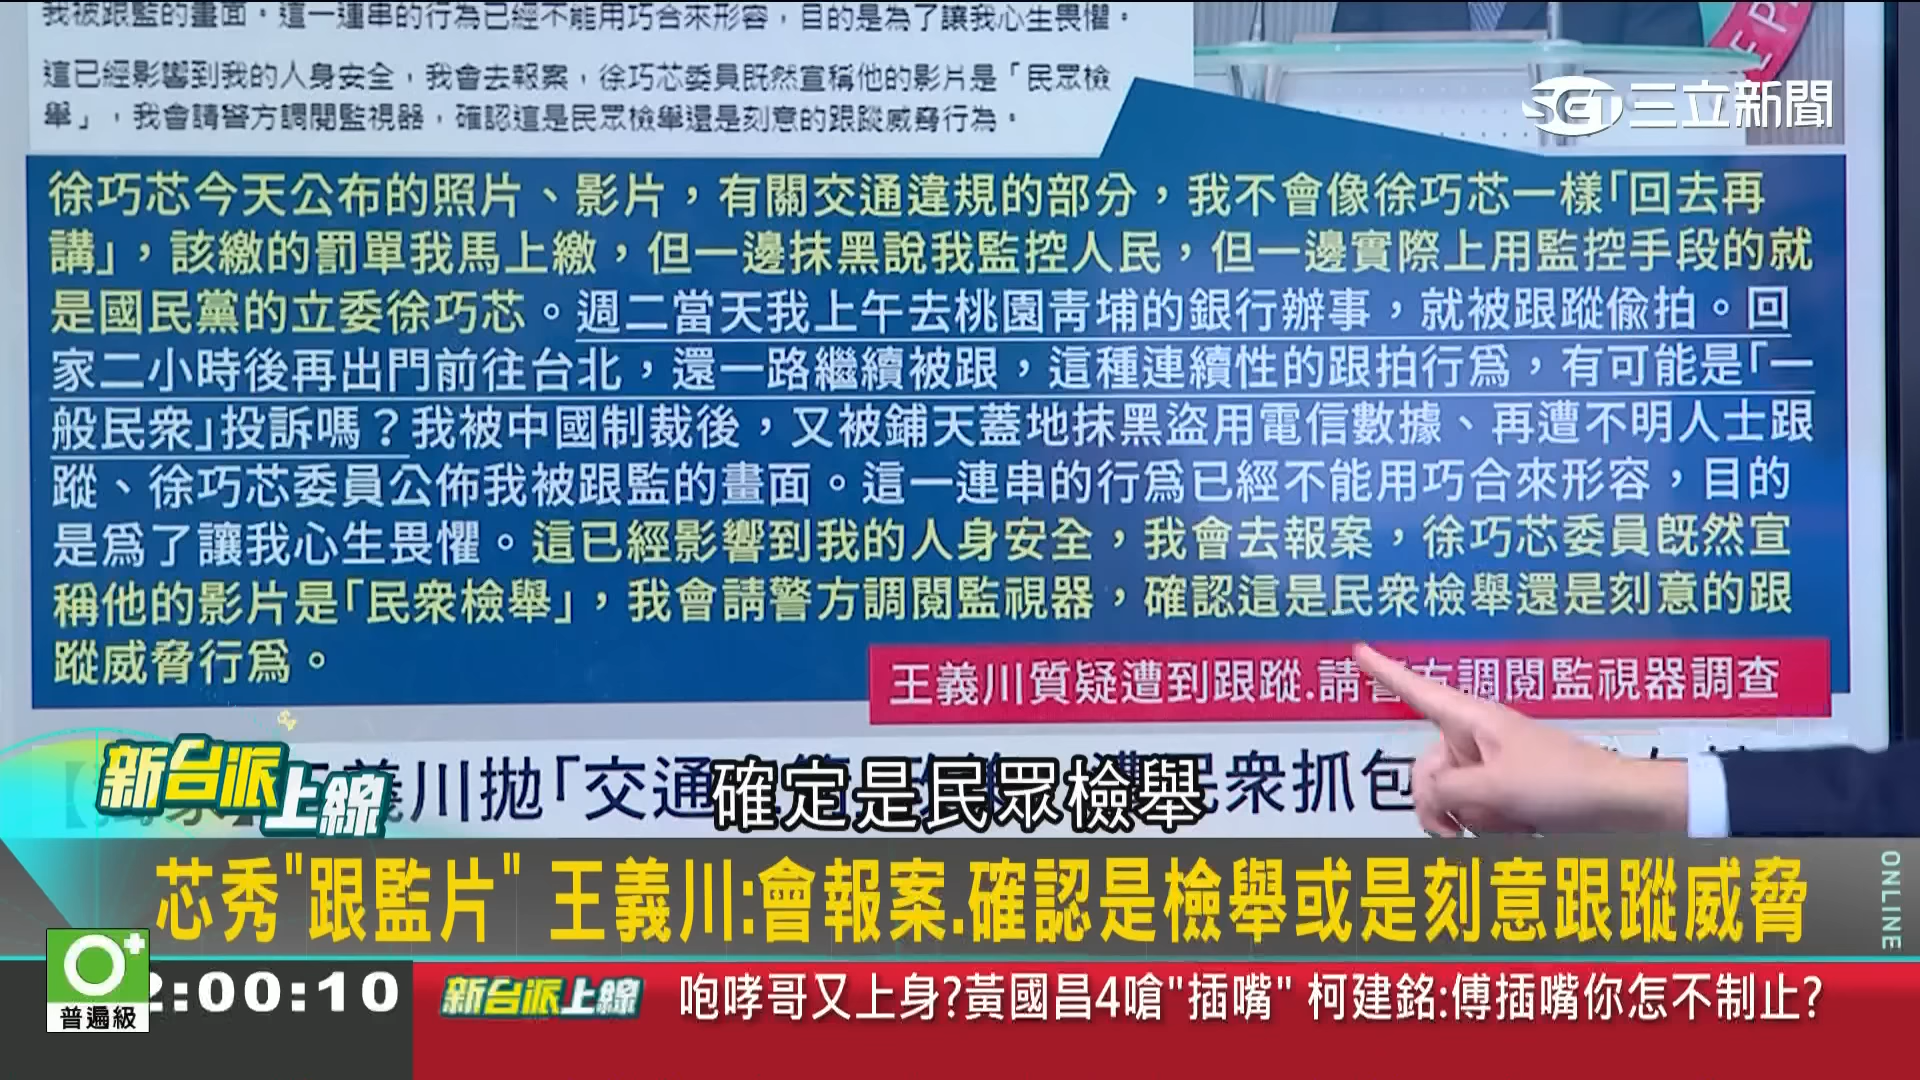 我被跟監的畫面。這一連串的行為已經不能用巧合來形容，目的是為了讓我心生畏懼。
這已經影響到我的人身安全，我會去報案，徐巧芯委員既然宣稱他的影片是「民眾檢
舉」，我會請警方調閱監視器，確認這是民眾檢舉還是刻意的跟蹤威脅行為。
SET三立新聞
徐巧芯今天公布的照片、影片，有關交通違規的部分，我不會像徐巧芯一樣「回去再
講」，該繳的罰單我馬上繳，但一邊抹黑說我監控人民，但一邊實際上用監控手段的就
是國民黨的立委徐巧芯。週二當天我上午去桃園青埔的銀行辦事，就被跟蹤偷拍。回
家二小時後再出門前往台北，還一路繼續被跟，這種連續性的跟拍行為，有可能是「一
般民衆」投訴嗎？我被中國制裁後，又被鋪天蓋地抹黑盜用電信數據、再遭不明人士跟
蹤、徐巧芯委員公佈我被跟監的畫面。這一連串的行為已經不能用巧合來形容，目的
是為了讓我心生畏懼。這已經影響到我的人身安全，我會去報案，徐巧芯委員既然宣
稱他的影片是「民衆檢舉」，我會請警方調閱監視器，確認這是民衆檢舉還是刻意的跟
蹤威脅行為。
王義川質疑遭到跟蹤.請警方調閱監視器調查
新台派上線
義川拋「交通
民衆抓包
確定是民眾檢舉
芯秀"跟監片" 王義川:會報案.確認是檢舉或是刻意跟蹤威脅
ONLINE
普遍級
2:00:10
新台派上線
咆哮哥又上身?黃國昌4嗆"插嘴" 柯建銘:傅插嘴你怎不制止?